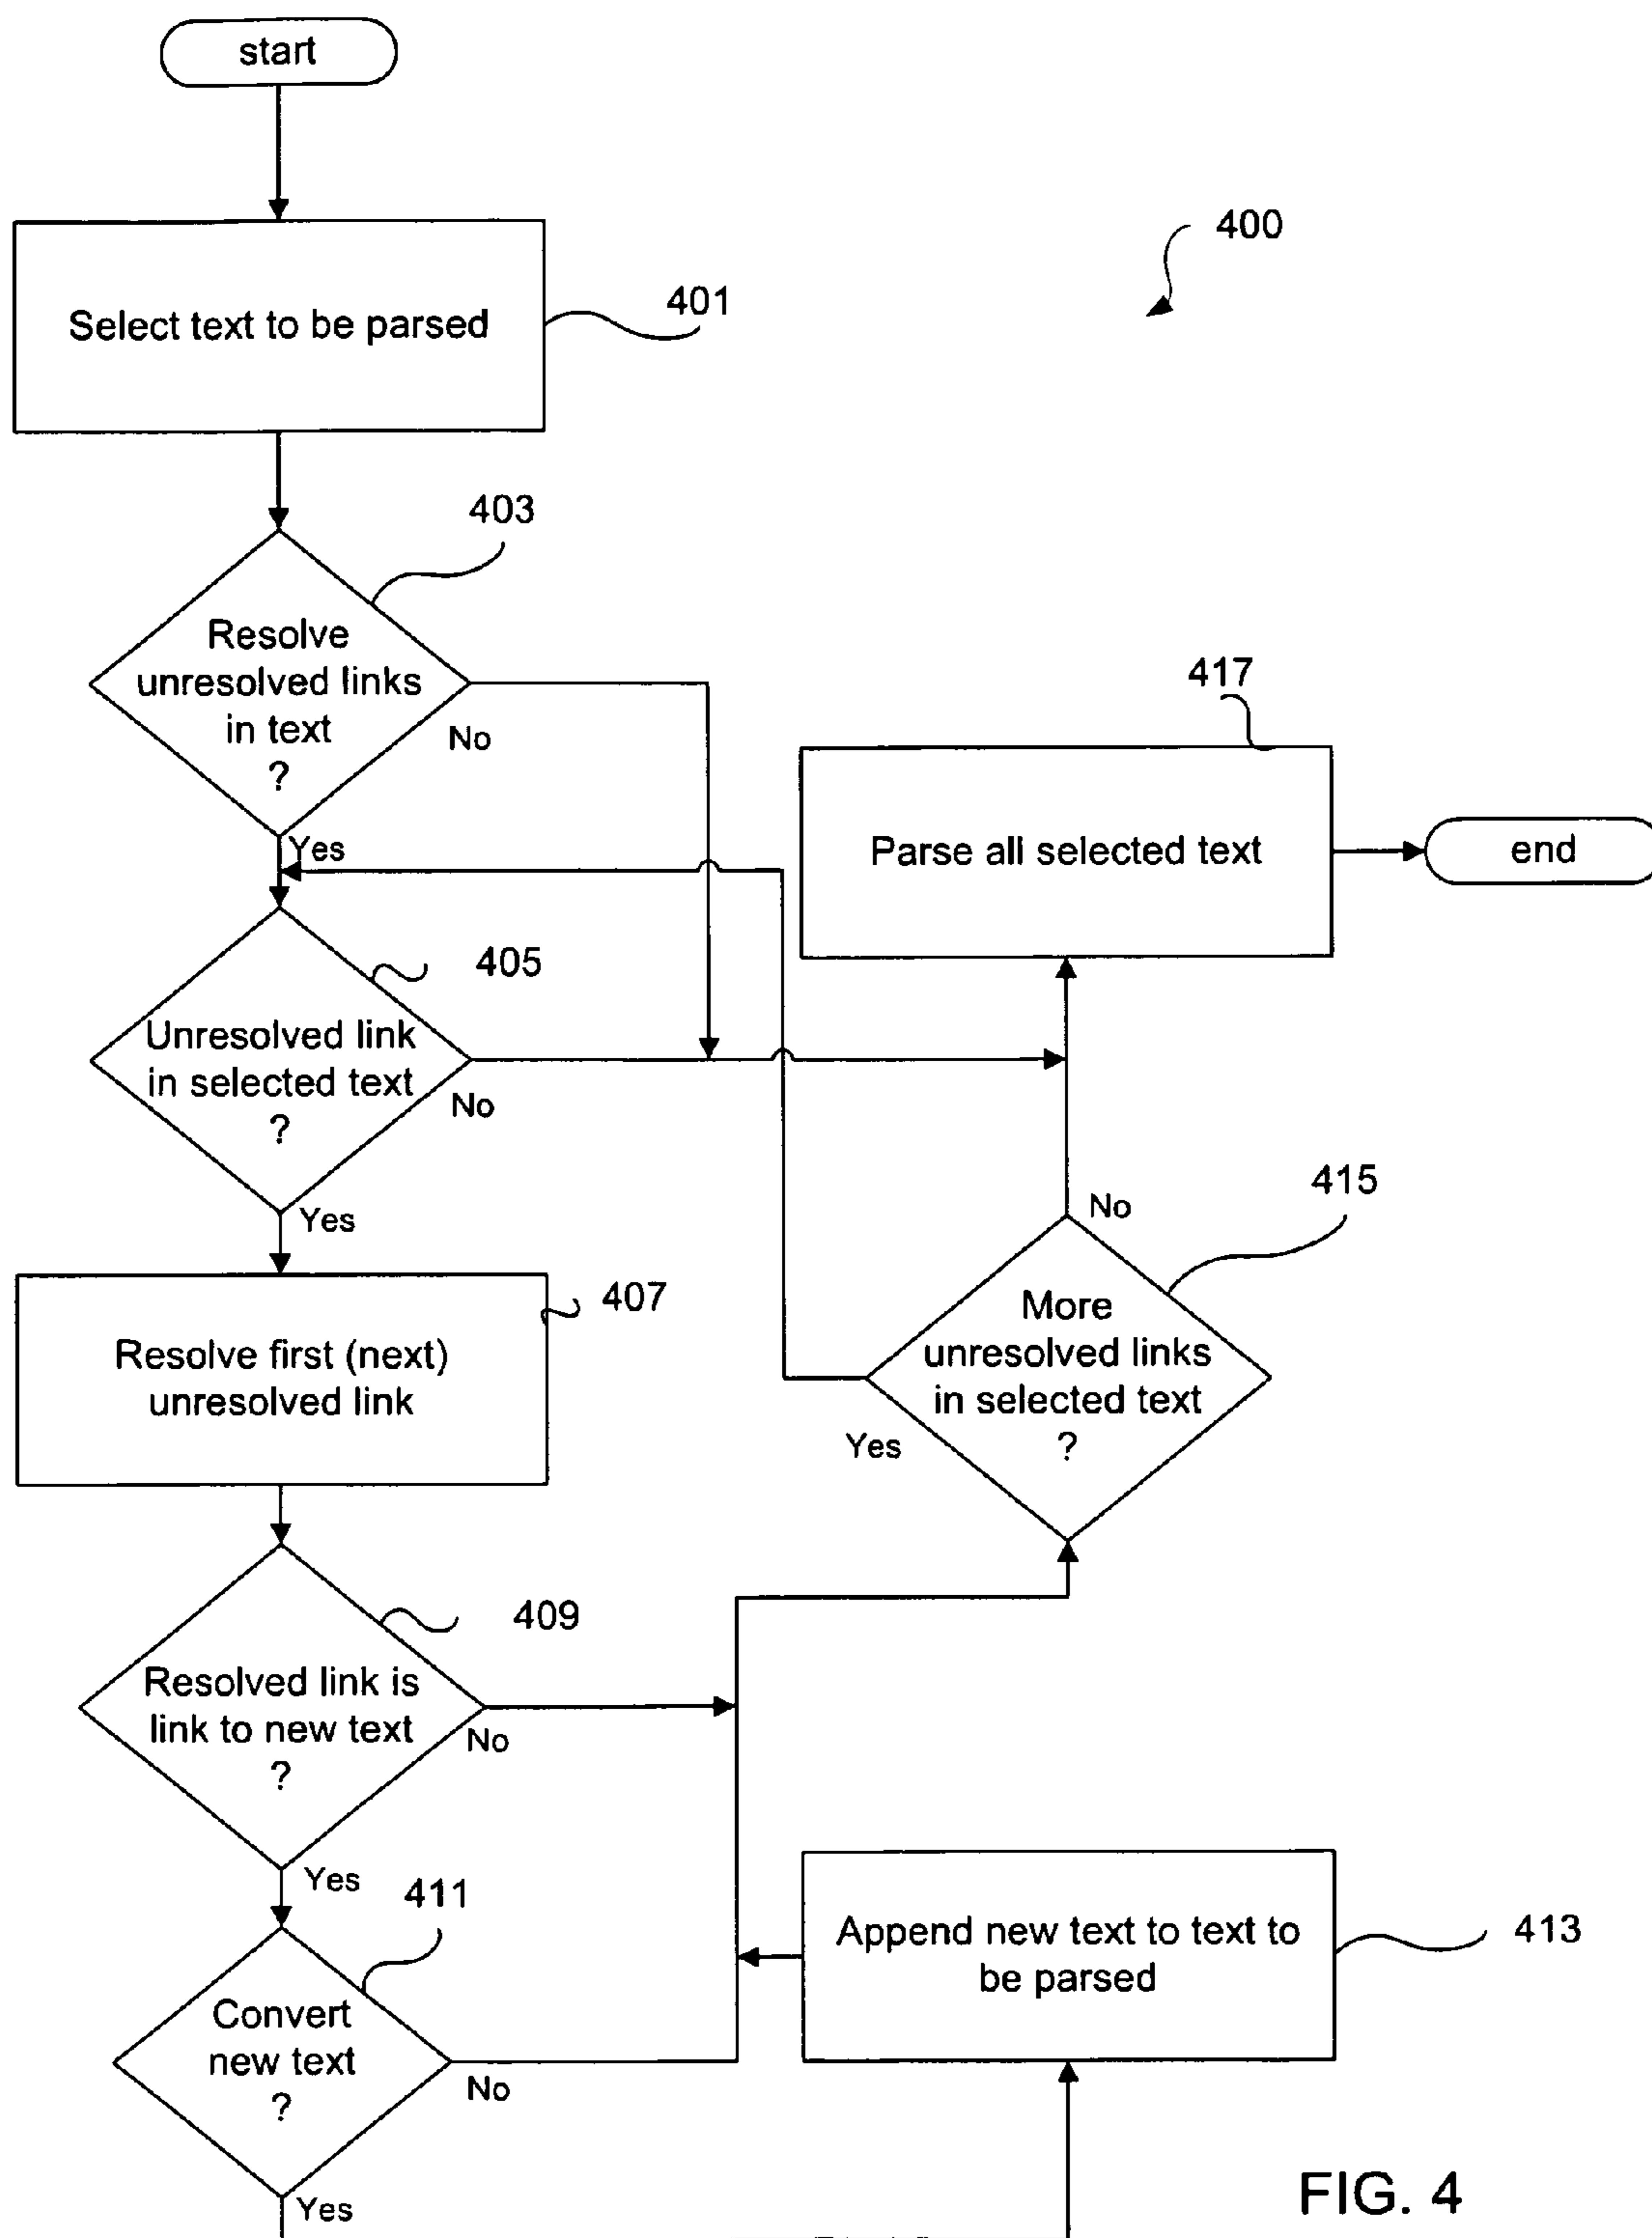 start
400
Select text to be parsed
401
403
Resolve
unresolved links
in text
?
No
Yes
417
Parse all selected text
end
405
Unresolved link
in selected text
?
No
Yes
415
No
More
unresolved links
in selected text
?
Yes
407
Resolve first (next)
unresolved link
409
Resolved link is
link to new text
?
No
Yes
411
Convert
new text
?
No
Yes
Append new text to text to
be parsed
413
FIG. 4